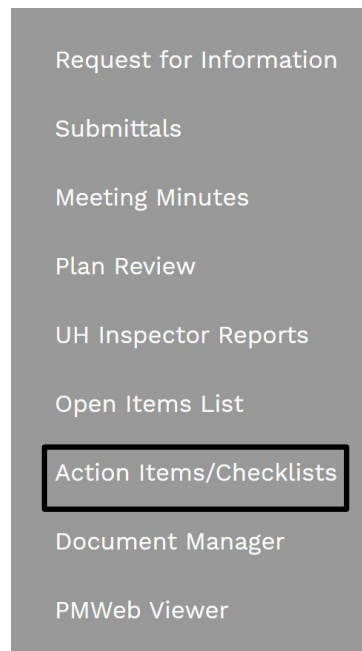 Request for Information
Submittals
Meeting Minutes
Plan Review
UH Inspector Reports
Open Items List
Action Items/Checklists
Document Manager
PMWeb Viewer